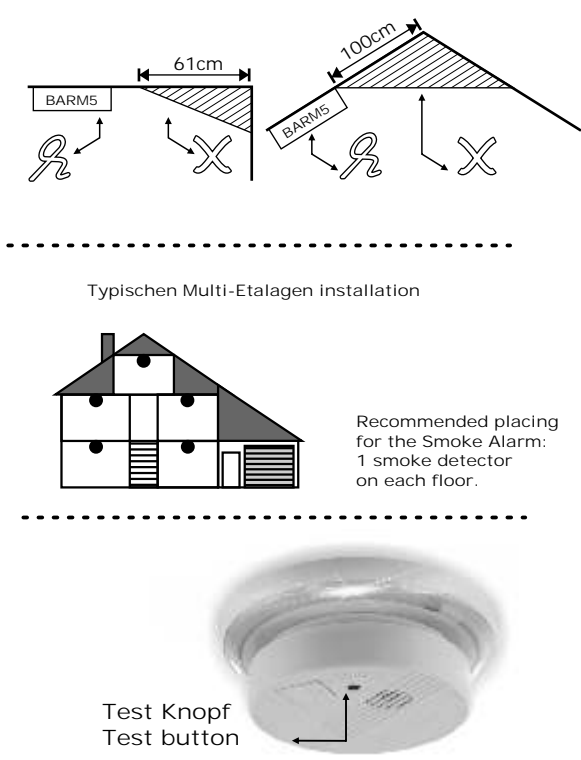 61cm
100cm
BARM5
BARM5
Typischen Multi-Etalagen installation
Recommended placing
for the Smoke Alarm:
1 smoke detector
on each floor.
Test Knopf
Test button